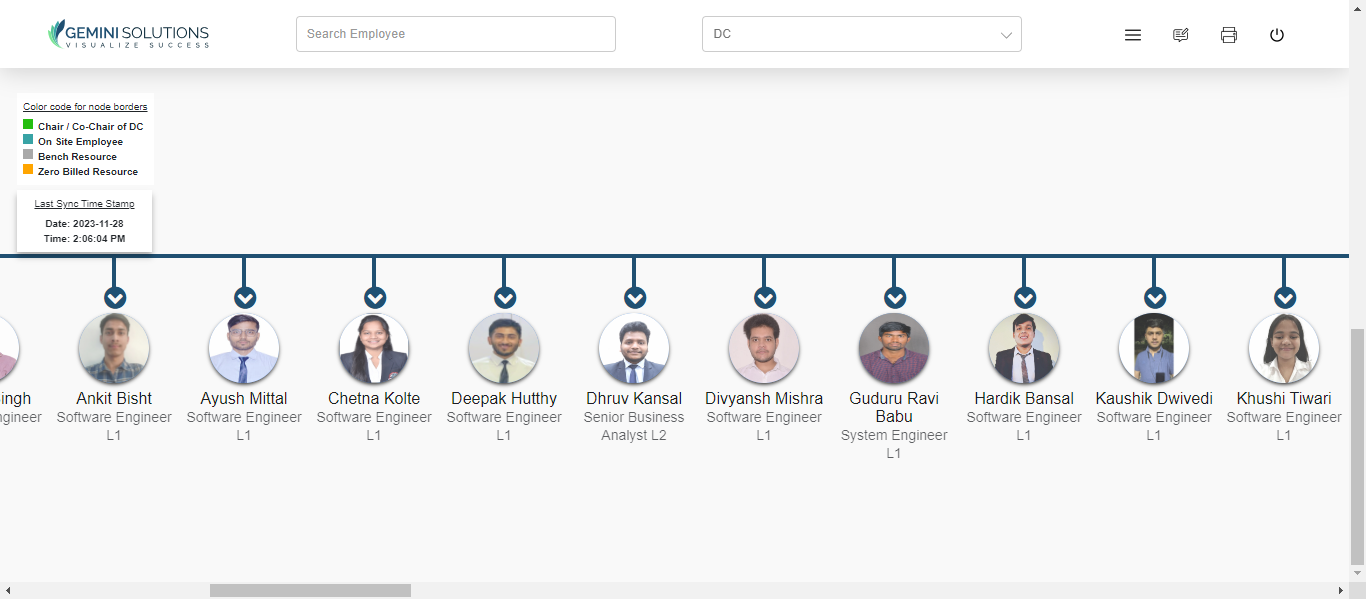 GEMINI SOLUTIONS
VISUALIZE SUCCESS
Search Employee
DC
Color code for node borders
Chair / Co-Chair of DC
On Site Employee
Bench Resource
Zero Billed Resource
Last Sync Time Stamp
Date: 2023-11-28
Time: 2:06:04 PM
ingh
gineer
Ankit Bisht
Software Engineer
L1
Ayush Mittal
Software Engineer
L1
Chetna Kolte
Software Engineer
L1
Deepak Hutthy
Software Engineer
L1
Dhruv Kansal
Senior Business
Analyst L2
Divyansh Mishra
Software Engineer
L1
Guduru Ravi
Babu
System Engineer
L1
Hardik Bansal
Software Engineer
L1
Kaushik Dwivedi
Software Engineer
L1
Khushi Tiwari
Software Engineer
L1